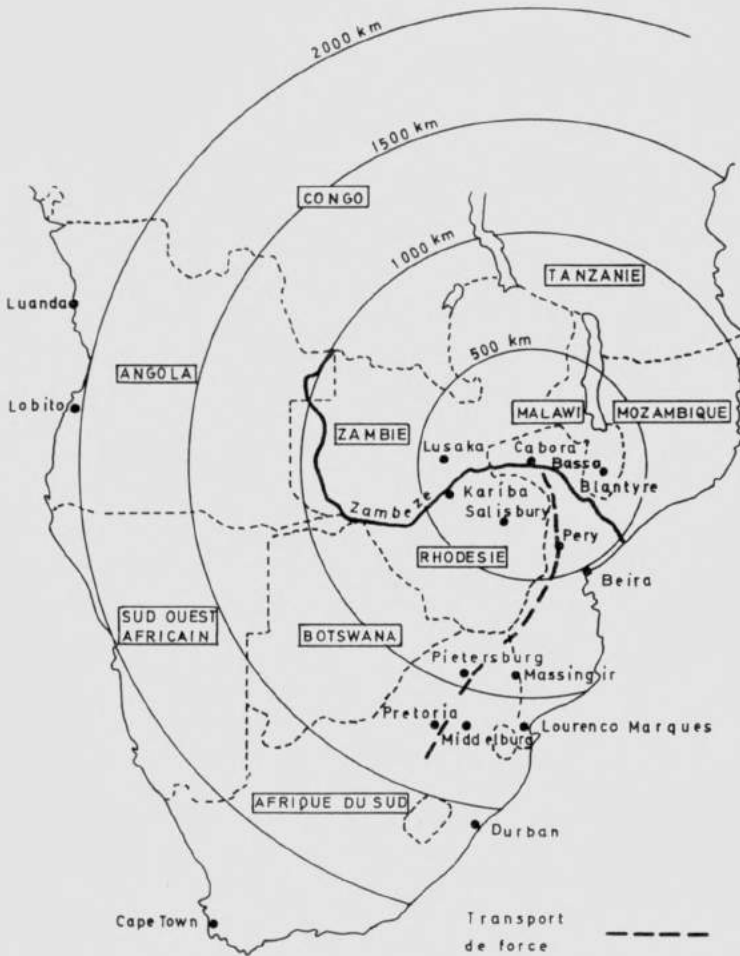 2000 km
1500 km
CONGO
1000 km
TANZANIE
Luanda
500 km
ANGOLA
Lobito
MALAWI
MOZAMBIQUE
ZAMBIE
Lusaka
Cabora
Bassa
Blantyre
Kariba
Zambeze
Salisbury
Pery
RHODESIE
Beira
SUD OUEST
AFRICAIN
BOTSWANA
Pietersburg
Massingir
Pretoria
Middelburg
Lourenco Marques
AFRIQUE DU SUD
Durban
Cape Town
Transport
de force